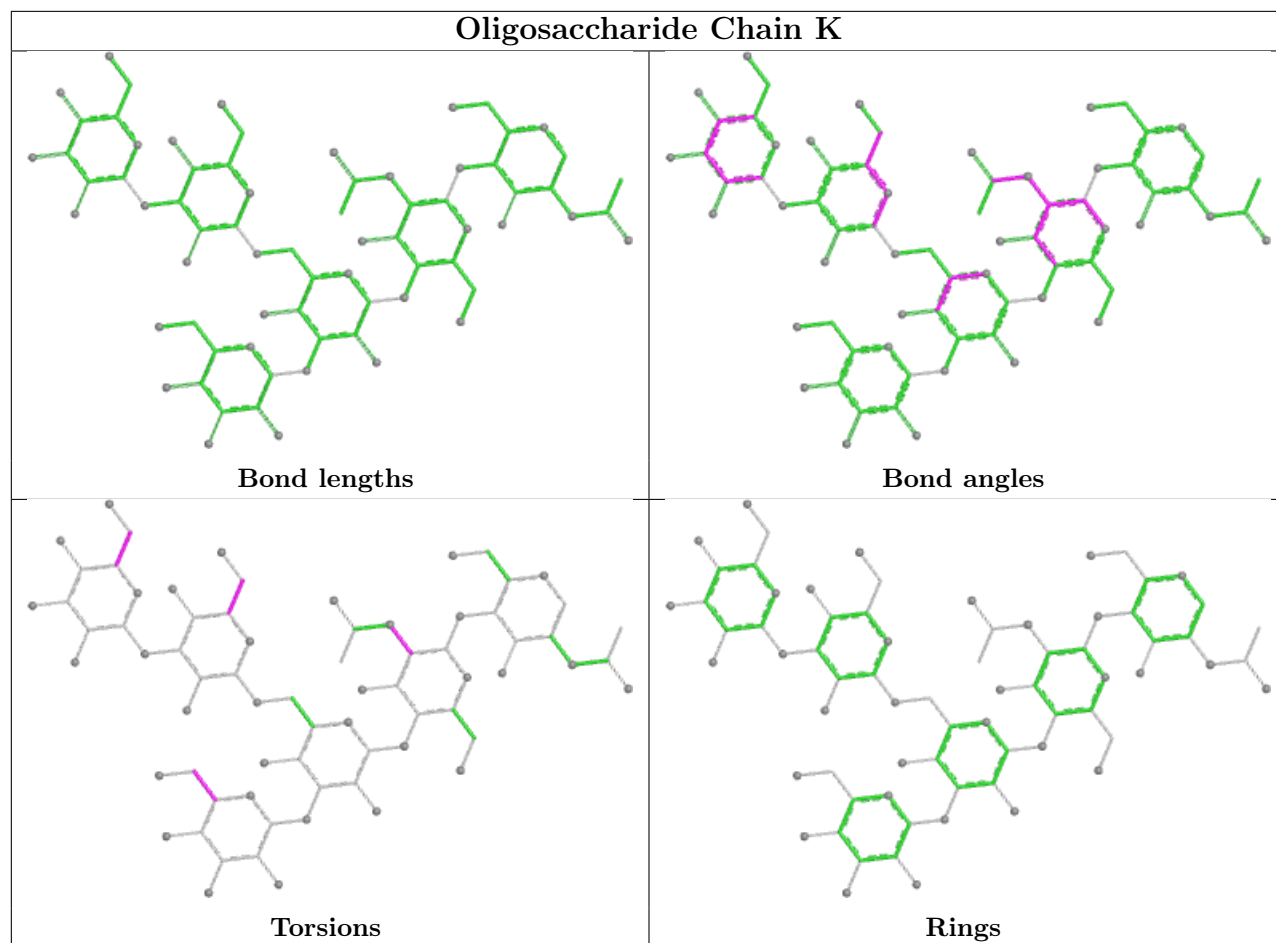 Oligosaccharide Chain K
Bond lengths
Bond angles
Torsions
Rings